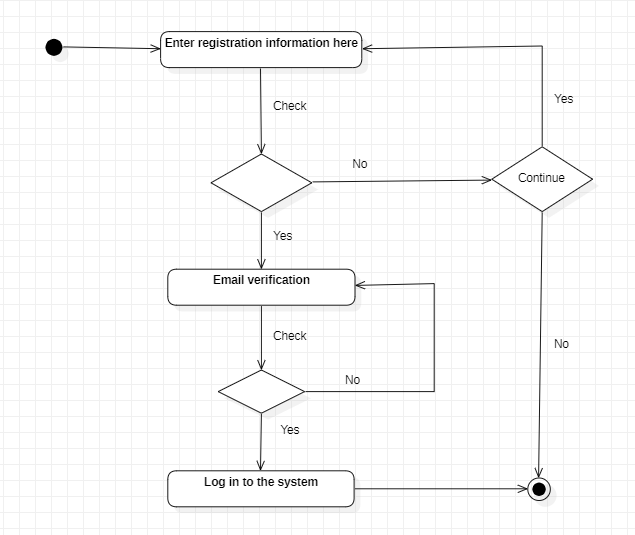 Enter registration information here
Yes
Check
No
Continue
Yes
Email verification
Check
No
No
Yes
Log in to the system